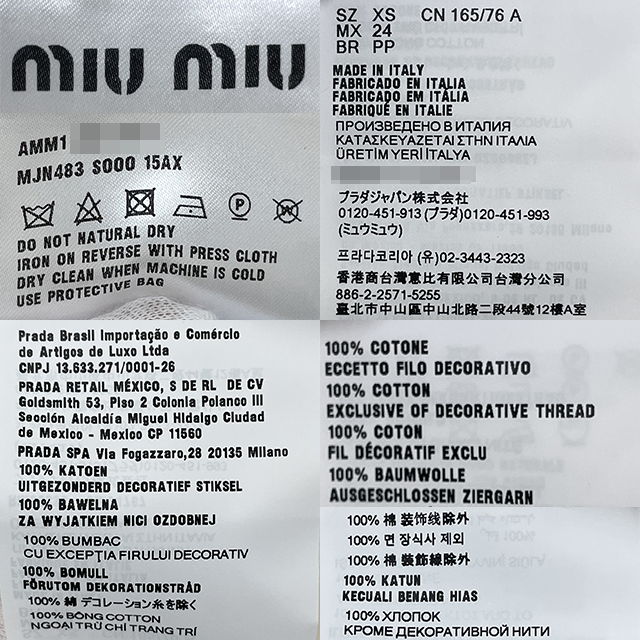 miu miu
AMM1
MJN483 S000 15AX
DO NOT NATURAL DRY
IRON ON REVERSE WITH PRESS CLOTH
DRY CLEAN WHEN MACHINE IS COLD
USE PROTECTIVE BAG
SZ XS CN 165/76 A
MX 24
BR PP
MADE IN ITALY
FABRICADO EN ITALIA
FABRICADO EM ITÁLIA
FABRIQUÉ EN ITALIE
ПРОИЗВЕДЕНО В ИТАЛИЯ
ΚΑΤΑΣΚΕΥΑΖΕΤΑΙ ΣΤΗΝ ΙΤΑΛΙΑ
ÜRETİM YERİ İTALYA
プラダジャパン株式会社
0120-451-913 (プラダ)0120-451-993
(ミュウミュウ)
프라다코리아 (유)02-3443-2323
香港商台灣意比有限公司台灣分公司
886-2-2571-5255
臺北市中山區中山北路二段44號12樓A室
Prada Brasil Importação e Comércio
de Artigos de Luxo Ltda
CNPJ 13.633.271/0001-26
PRADA RETAIL MÉXICO, S DE RL DE CV
Goldsmith 53, Piso 2 Colonia Polanco III
Sección Alcaldía Miguel Hidalgo Ciudad
de Mexico - Mexico CP 11560
PRADA SPA Via Fogazzaro,28 20135 Milano
100% KATOEN
UITGEZONDERD DECORATIEF STIKSEL
100% BAWELNA
ZA WYJATKIEM NICI OZDOBNEJ
100% BUMBAC
CU EXCEPȚIA FIRULUI DECORATIV
100% BOMULL
FÖRUTOM DEKORATIONSTRÅD
100% 綿 デコレーション糸を除く
100% BÔNG COTTON
NGOẠI TRỪ CHỈ TRANG TRÍ
100% COTONE
ECCETTO FILO DECORATIVO
100% COTTON
EXCLUSIVE OF DECORATIVE THREAD
100% COTON
FIL DÉCORATIF EXCLU
100% BAUMWOLLE
AUSGESCHLOSSEN ZIERGARN
100% 棉 装饰线除外
100% 면 장식사 제외
100% 棉 裝飾線除外
100% KATUN
KECUALI BENANG HIAS
100% ХЛОПОК
КРОМЕ ДЕКОРАТИВНОЙ НИТИ